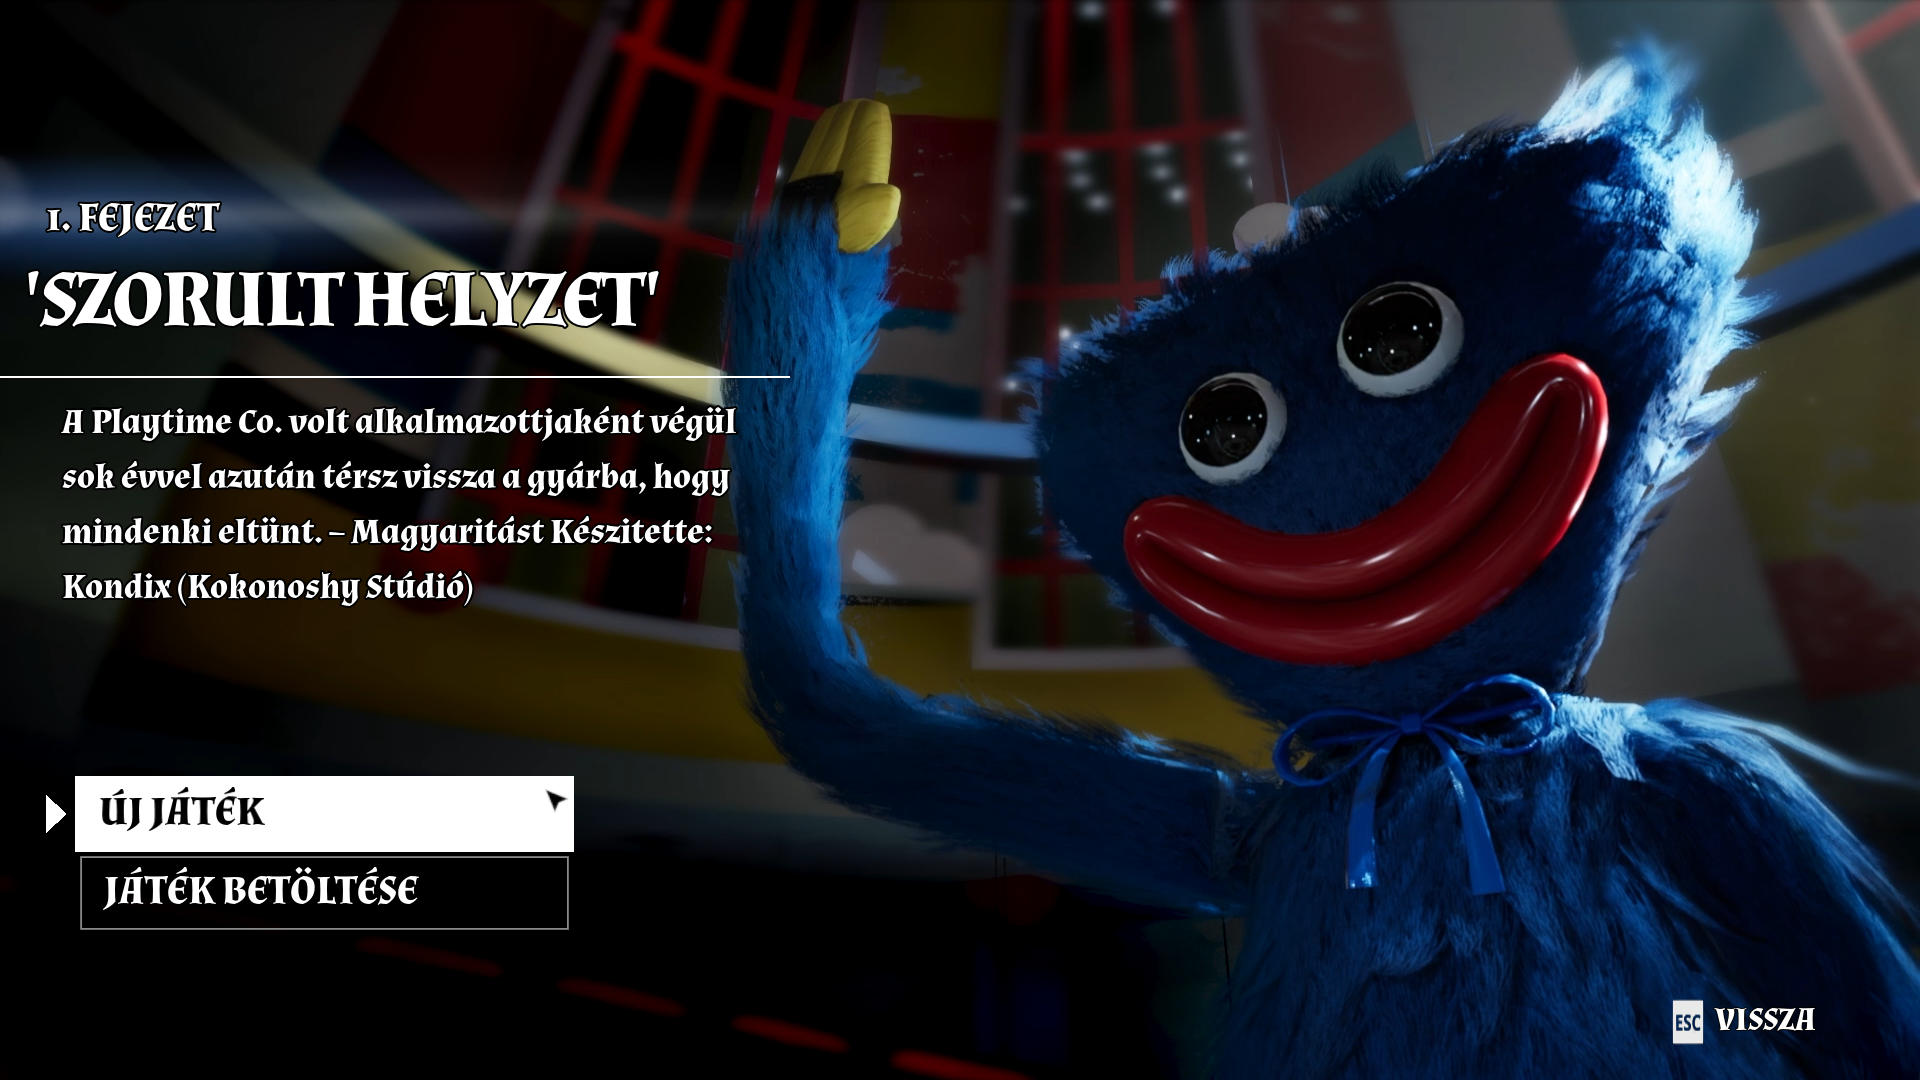 1. FEJEZET
'SZORULT HELYZET'
A Playtime Co. volt alkalmazottjaként végül
sok évvel azután térsz vissza a gyárba, hogy
mindenki eltünt. – Magyaritást Készitette:
Kondix (Kokonoshy Stúdió)
ÚJ JÁTÉK
JÁTÉK BETÖLTÉSE
ESC VISSZA